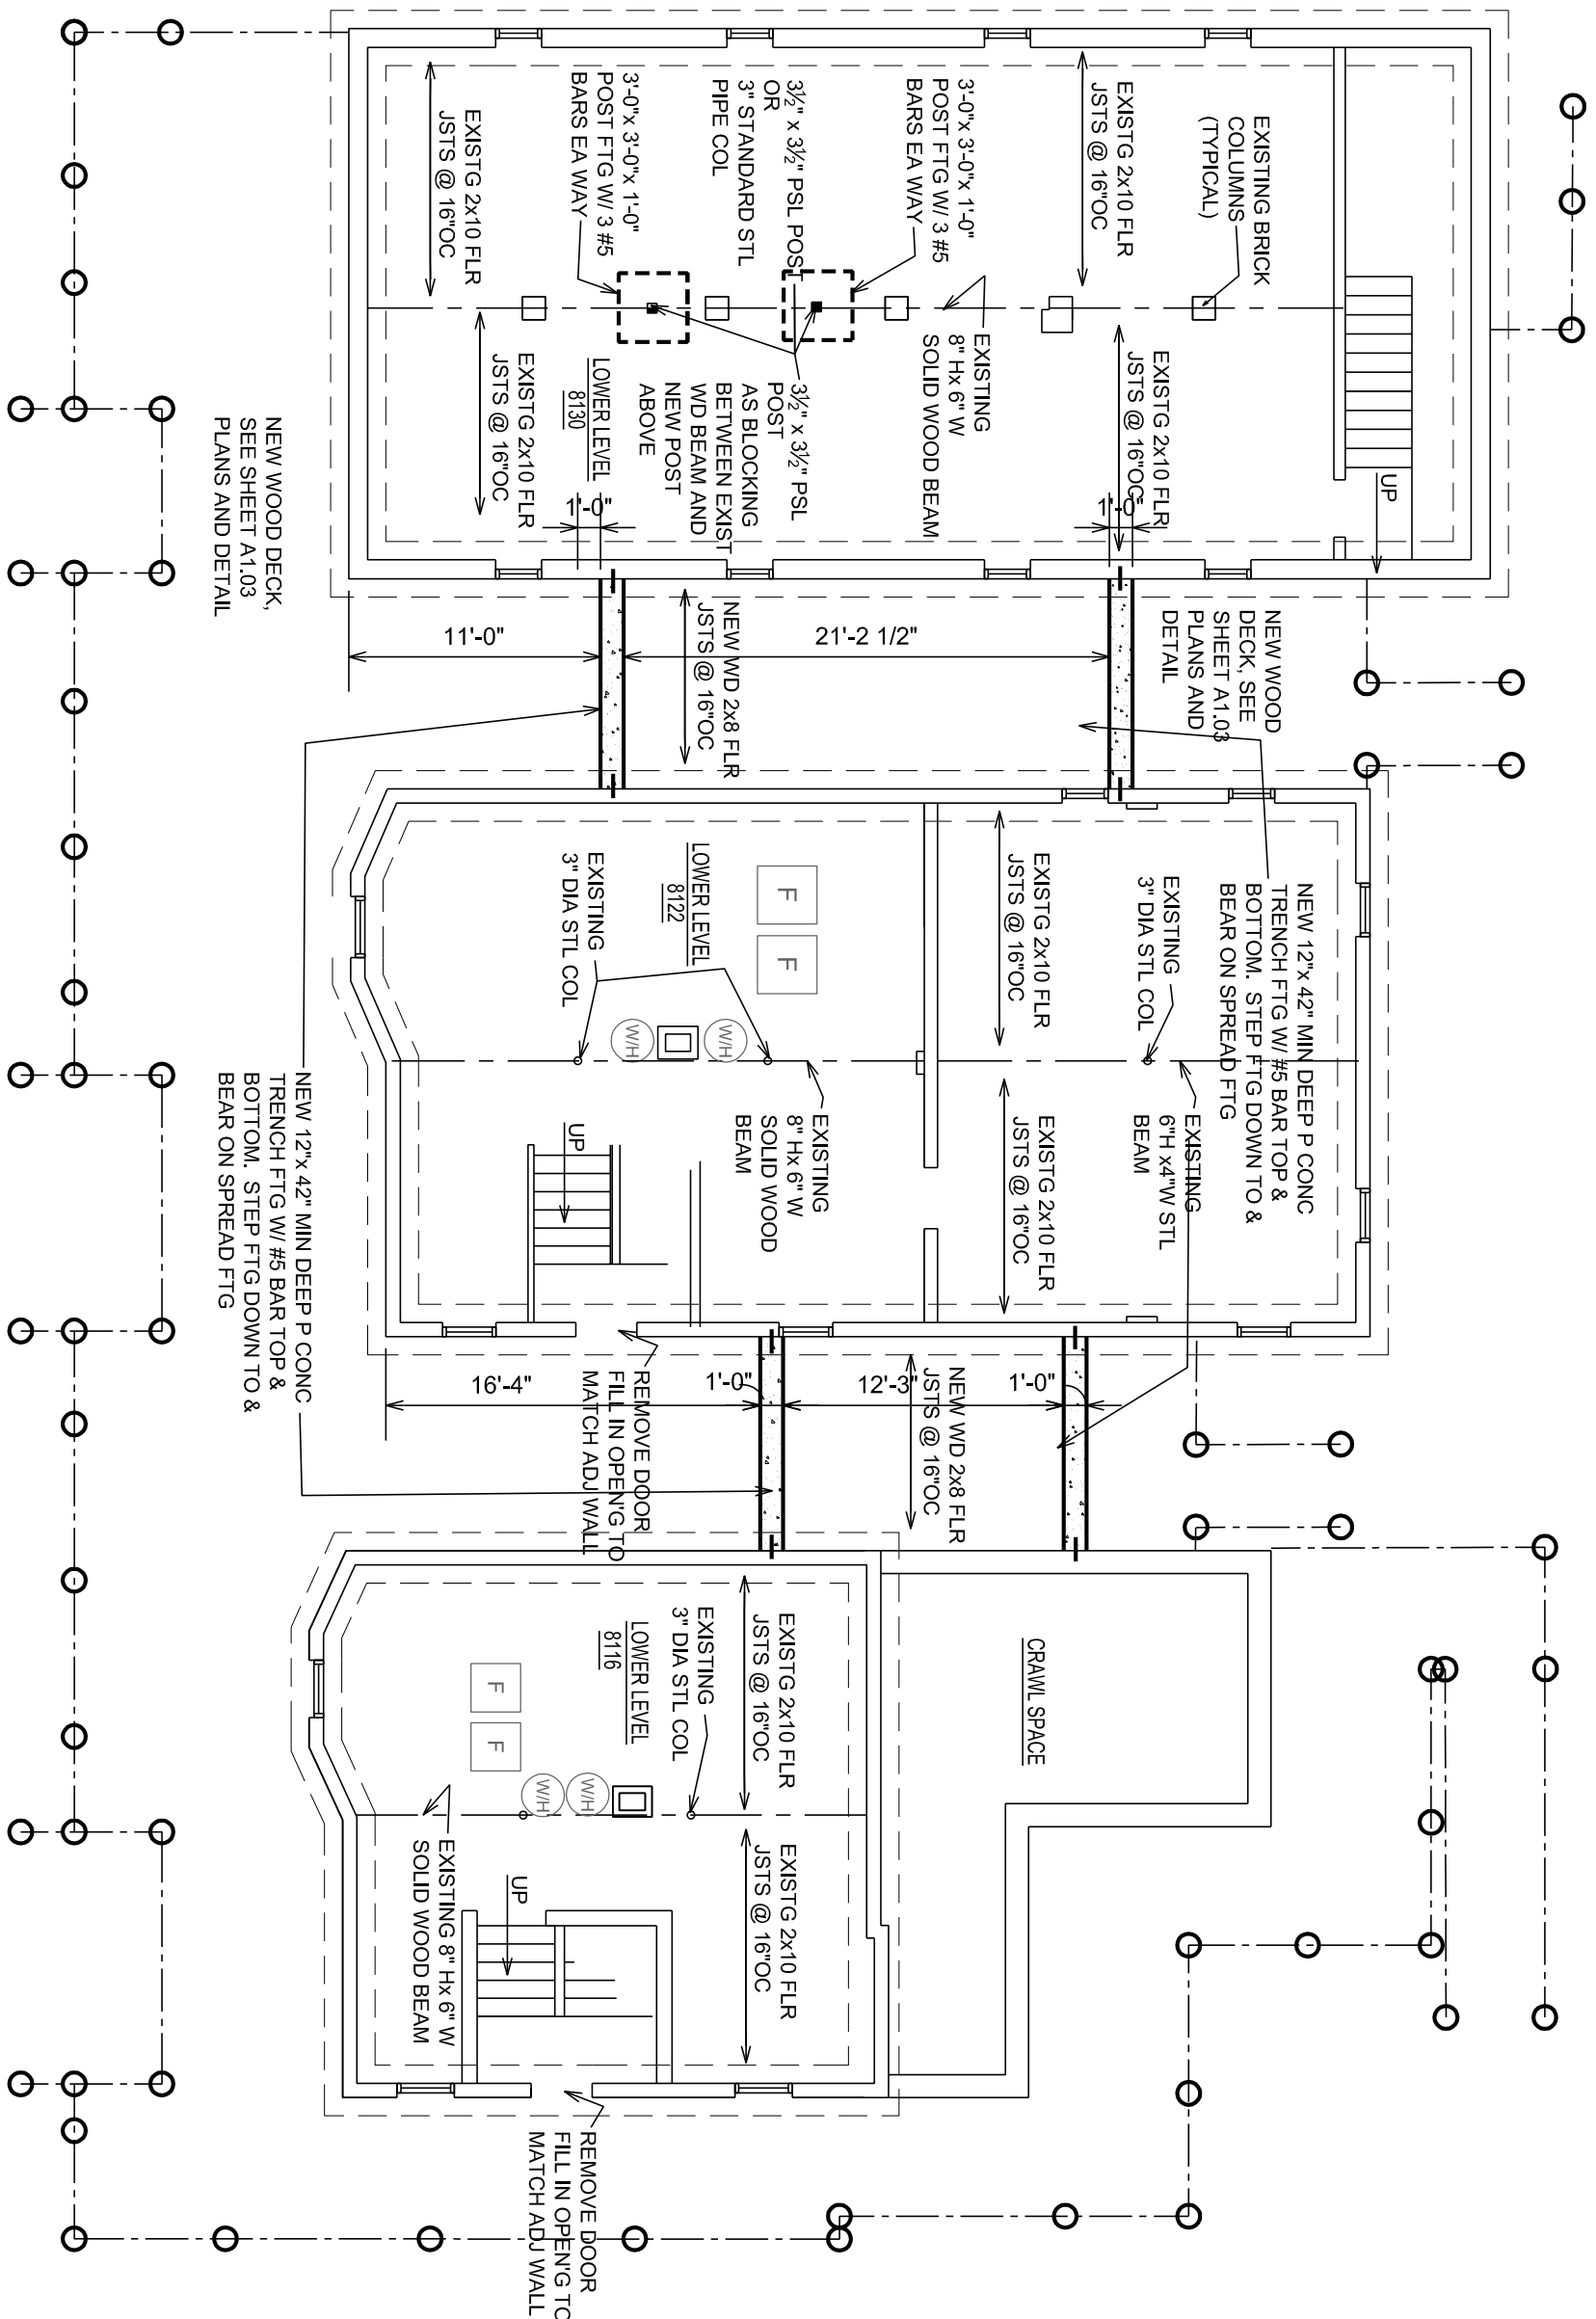 EXISTING BRICK
COLUMNS
(TYPICAL)
EXISTG 2x10 FLR
JSTS @ 16"OC
3'-0"x 3'-0"x 1'-0"
POST FTG W/ 3 #5
BARS EA WAY
3½" x 3½" PSL POST
OR
3" STANDARD STL
PIPE COL
3'-0"x 3'-0"x 1'-0"
POST FTG W/ 3 #5
BARS EA WAY
EXISTG 2x10 FLR
JSTS @ 16"OC
UP
EXISTG 2x10 FLR
JSTS @ 16"OC
1'-0"
EXISTING
8" Hx 6" W
SOLID WOOD BEAM
3½" x 3½" PSL
POST
AS BLOCKING
BETWEEN EXIST
WD BEAM AND
NEW POST
ABOVE
LOWER LEVEL
8130
1'-0"
EXISTG 2x10 FLR
JSTS @ 16"OC
NEW WOOD DECK,
SEE SHEET A1.03
PLANS AND DETAIL
NEW WOOD
DECK, SEE
SHEET A1.03
PLANS AND
DETAIL
21'-2 1/2"
NEW WD 2x8 FLR
JSTS @ 16"OC
11'-0"
NEW 12"x 42" MIN DEEP P CONC
TRENCH FTG W/ #5 BAR TOP &
BOTTOM. STEP FTG DOWN TO &
BEAR ON SPREAD FTG
EXISTING
3" DIA STL COL
EXISTG 2x10 FLR
JSTS @ 16"OC
F
F
LOWER LEVEL
8122
EXISTING
3" DIA STL COL
W/H
W/H
EXISTING
6"H x4"W STL
BEAM
EXISTG 2x10 FLR
JSTS @ 16"OC
EXISTING
8" Hx 6" W
SOLID WOOD
BEAM
UP
NEW 12"x 42" MIN DEEP P CONC
TRENCH FTG W/ #5 BAR TOP &
BOTTOM. STEP FTG DOWN TO &
BEAR ON SPREAD FTG
1'-0"
12'-3"
NEW WD 2x8 FLR
JSTS @ 16"OC
1'-0"
16'-4"
REMOVE DOOR
FILL IN OPEN'G TO
MATCH ADJ WALL
CRAWL SPACE
EXISTG 2x10 FLR
JSTS @ 16"OC
EXISTING
3" DIA STL COL
LOWER LEVEL
8116
F
F
W/H
W/H
EXISTG 2x10 FLR
JSTS @ 16"OC
UP
EXISTING 8" Hx 6" W
SOLID WOOD BEAM
REMOVE DOOR
FILL IN OPEN'G TO
MATCH ADJ WALL